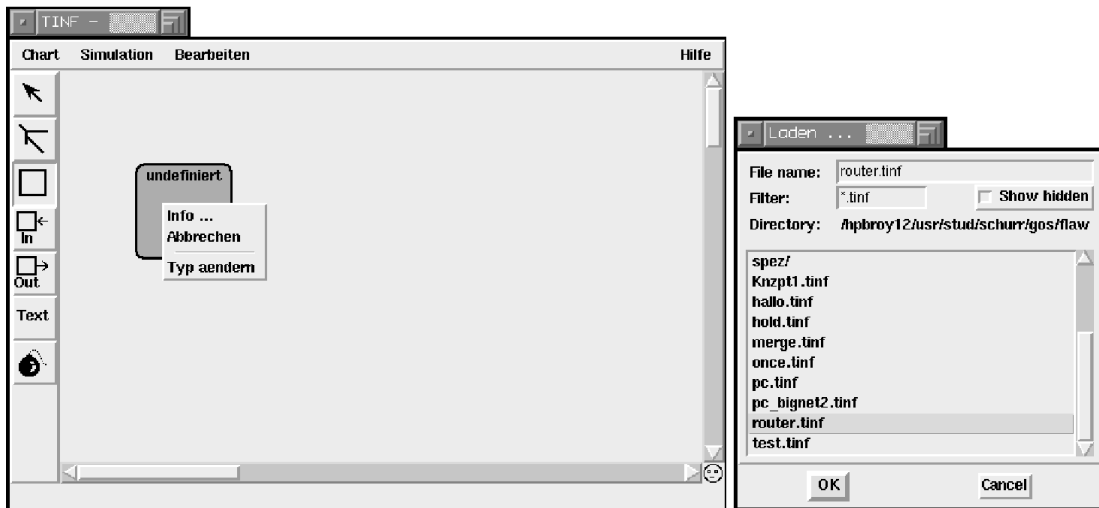 TINF -
Chart Simulation Bearbeiten Hilfe
undefiniert
Info ...
Abbrechen
Typ aendern
In
Out
Text
Laden ...
File name: router.tinf
Filter: *.tinf Show hidden
Directory: /hpbroy12/usr/stud/schurr/gos/flaw
spez/
Knzpt1.tinf
hallo.tinf
hold.tinf
merge.tinf
once.tinf
pc.tinf
pc_bignet2.tinf
router.tinf
test.tinf
OK Cancel